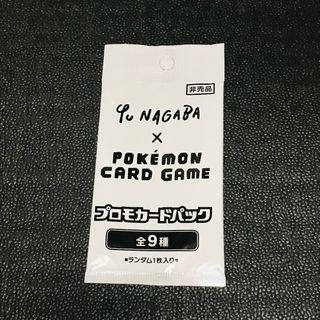 非売品
Yu NAGABA
×
POKÉMON
CARD GAME
プロモカードパック
全9種
■ランダム1枚入り■